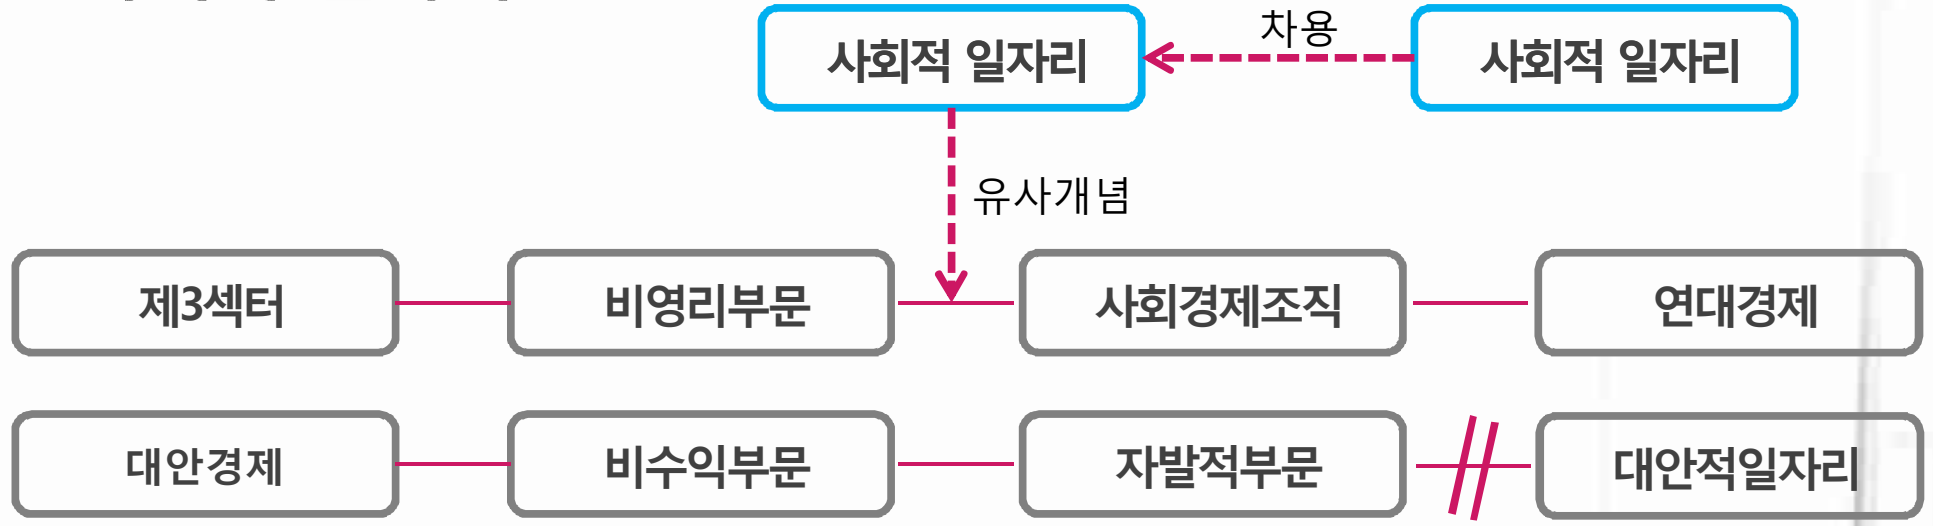 차용
사회적 일자리
사회적 일자리
유사개념
제3섹터
비영리부문
사회경제조직
연대경제
대안경제
비수익부문
자발적부문
대안적일자리